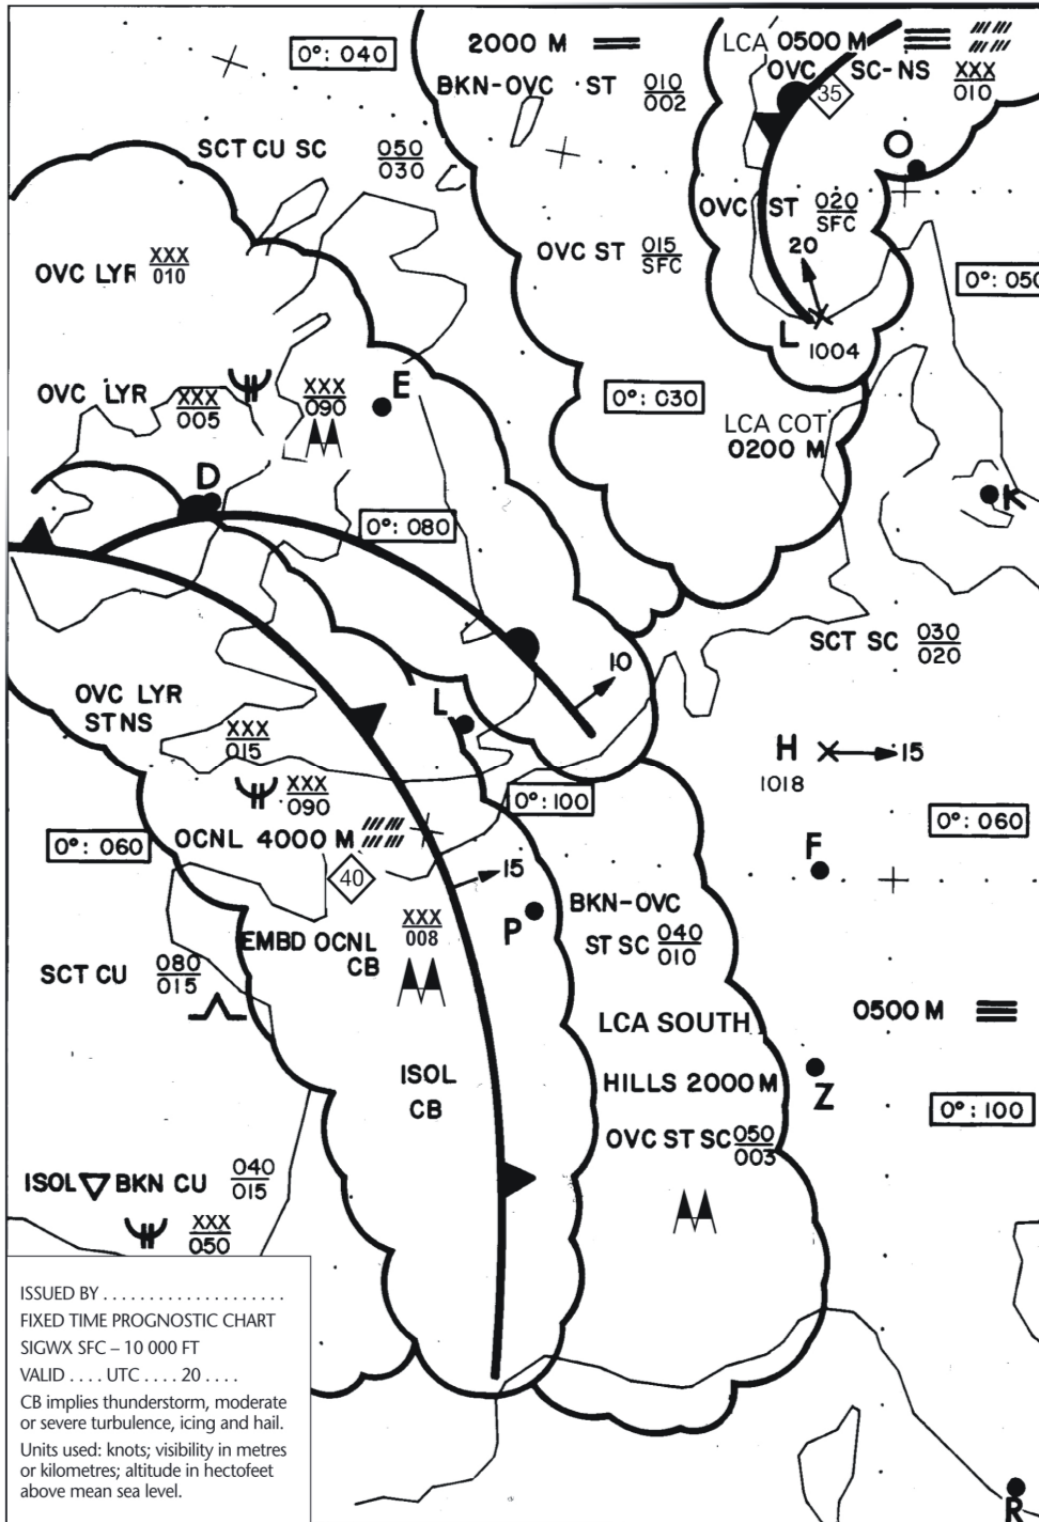 0°: 040
2000 M
BKN-OVC ST 010
002
LCA 0500 M
OVC SC-NS XXX
010
35
SCT CU SC 050
030
O
OVC ST 020
SFC
20
OVC LYR XXX
010
OVC ST 015
SFC
0°: 050
L 1004
OVC LYR XXX
005
XXX
090
E
0°: 030
LCA COT
0200 M
D
K
0°: 080
SCT SC 030
020
10
OVC LYR
ST NS
XXX
015
L
H
1018
15
XXX
090
0°: 100
0°: 060
OCNL 4000 M
0°: 060
F
40
15
BKN-OVC
ST SC 040
010
P
XXX
008
EMBD OCNL
CB
SCT CU 080
015
0500 M
LCA SOUTH
HILLS 2000 M
Z
ISOL
CB
0°: 100
OVC ST SC 050
003
ISOL BKN CU 040
015
XXX
050
ISSUED BY . . . . . . . . . . . . . . . . . . . .
FIXED TIME PROGNOSTIC CHART
SIGWX SFC – 10 000 FT
VALID . . . . UTC . . . . 20 . . . .
CB implies thunderstorm, moderate
or severe turbulence, icing and hail.
Units used: knots; visibility in metres
or kilometres; altitude in hectofeet
above mean sea level.
R